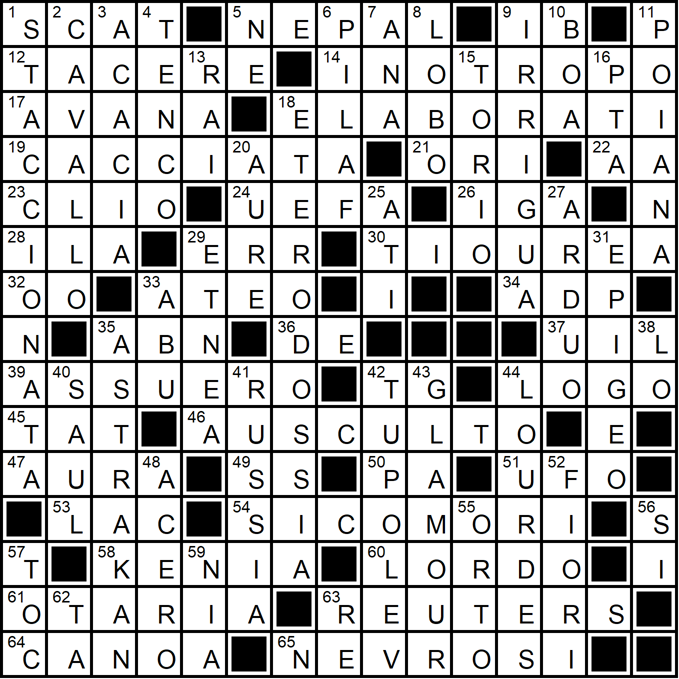 1 S 2 C 3 A 4 T 5 N E 6 P 7 A 8 L 9 I 10 B 11 P
12 T A C E 13 R E 14 I N O 15 T R O 16 P O
17 A V A N A 18 E L A B O R A T I
19 C A C C I 20 A T A 21 O R I 22 A A
23 C L I O 24 U E F 25 A 26 I G 27 A N
28 I L A 29 E R R 30 T I O U R 31 E A
32 O O 33 A T E O I 34 A D P
N 35 A B N 36 D E 37 U I 38 L
39 A 40 S S U E 41 R O 42 T 43 G 44 L O G O
45 T A T 46 A U S C U L T O E
47 A U R 48 A 49 S S 50 P A 51 U 52 F O
53 L A C 54 S I C O M 55 O R I 56 S
57 T 58 K E 59 N I A 60 L O R D O I
61 O 62 T A R I A 63 R E U T E R S
64 C A N O A 65 N E V R O S I